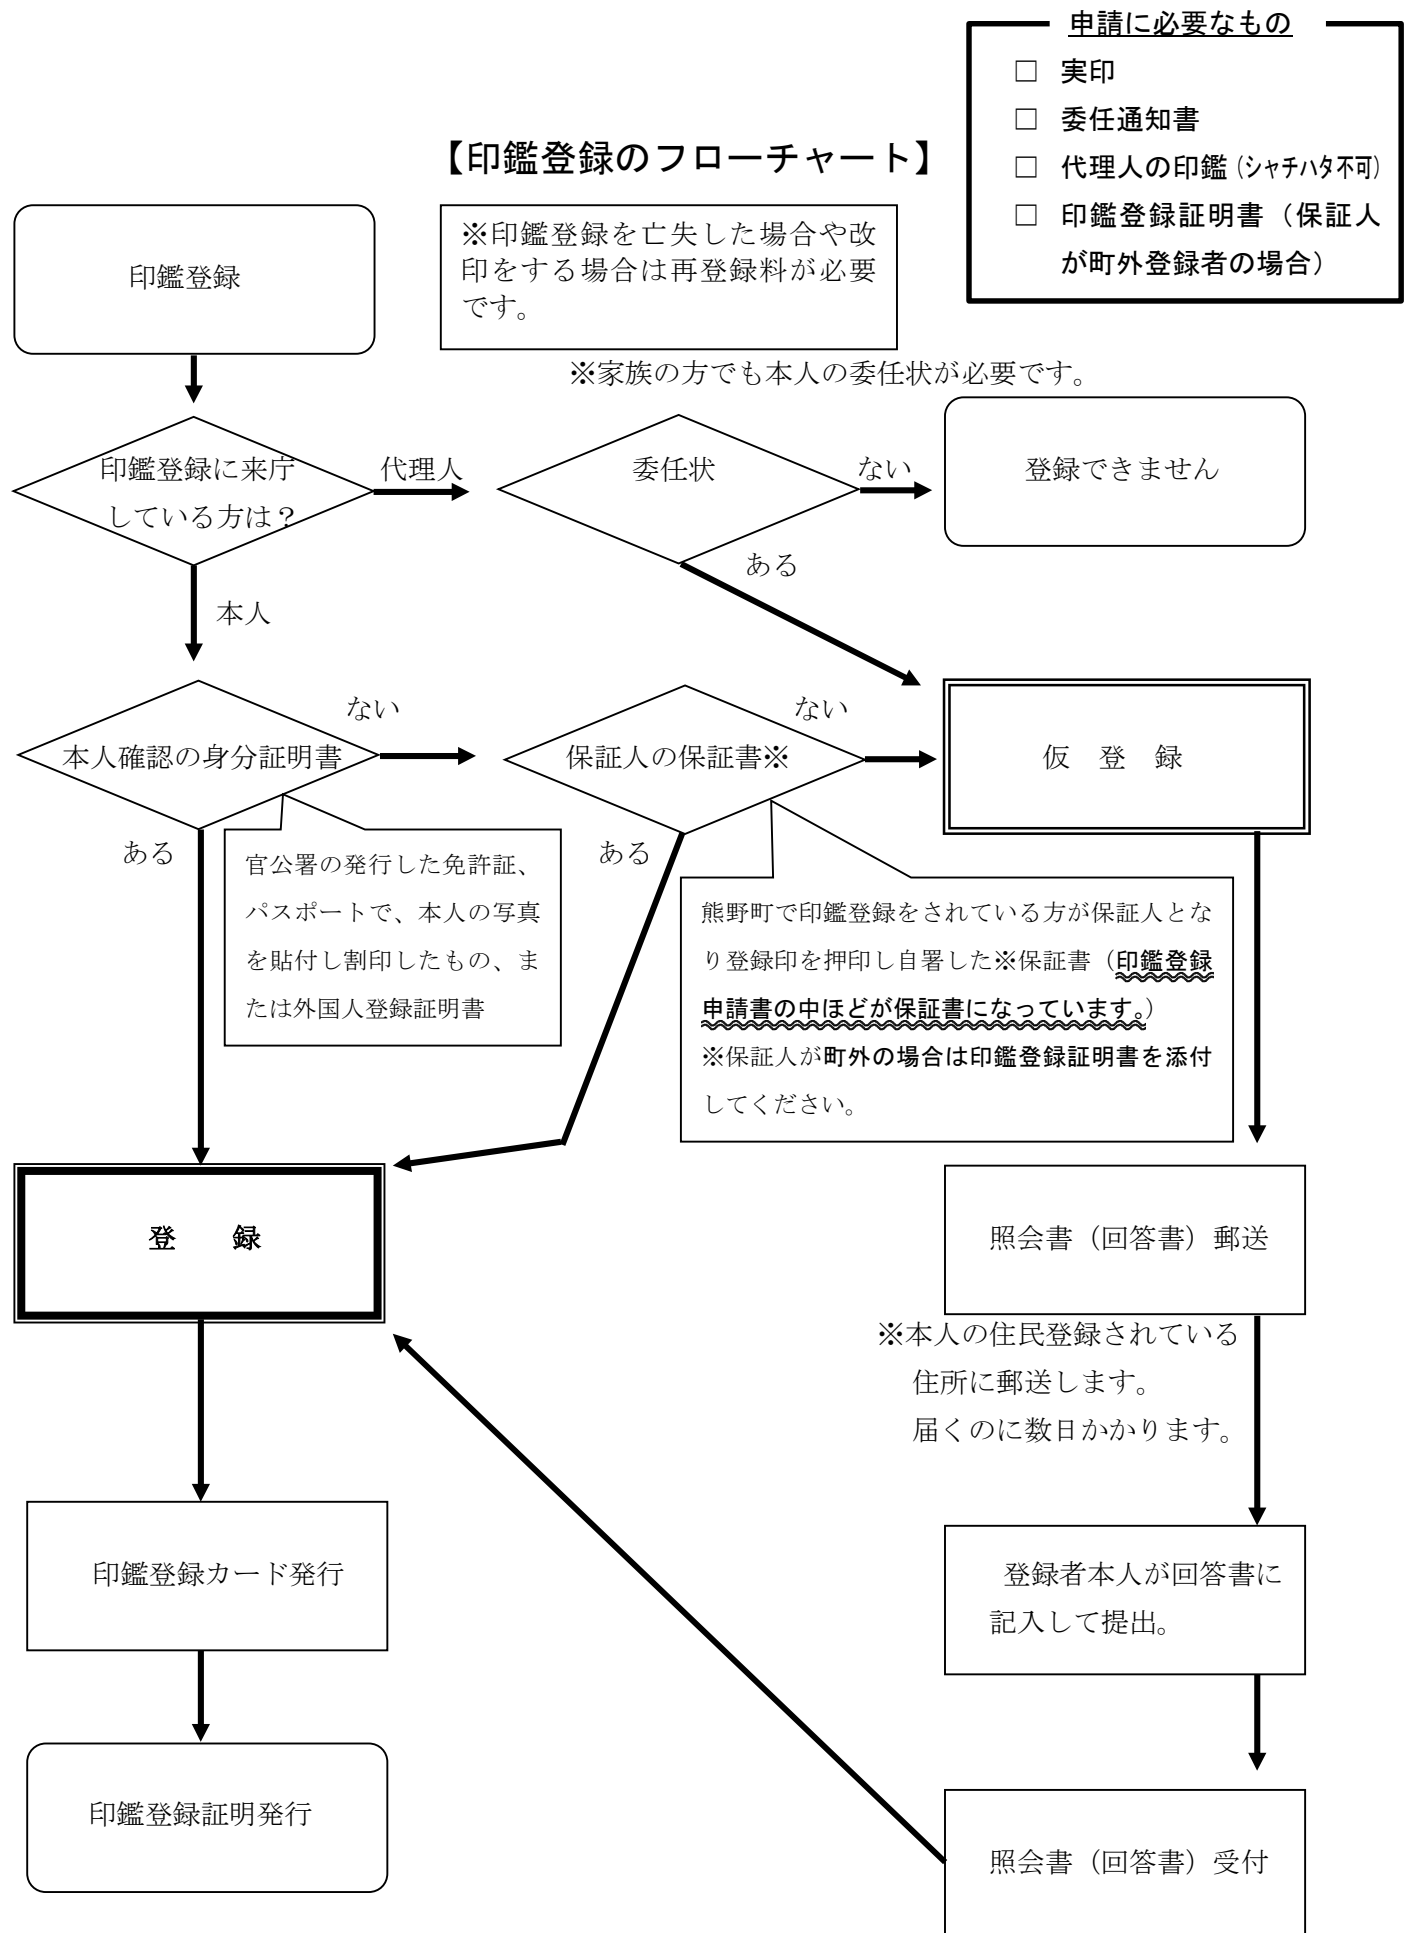 申請に必要なもの
□ 実印
□ 委任通知書
□ 代理人の印鑑(シャチハタ不可)
□ 印鑑登録証明書（保証人
が町外登録者の場合）
【印鑑登録のフローチャート】
印鑑登録
※印鑑登録を亡失した場合や改
印をする場合は再登録料が必要
です。
※家族の方でも本人の委任状が必要です。
印鑑登録に来庁
している方は？
代理人
委任状
ない
登録できません
ある
本人
本人確認の身分証明書
ない
保証人の保証書※
ない
仮 登 録
ある
官公署の発行した免許証、
パスポートで、本人の写真
を貼付し割印したもの、ま
たは外国人登録証明書
ある
熊野町で印鑑登録をされている方が保証人とな
り登録印を押印し自署した※保証書（印鑑登録
申請書の中ほどが保証書になっています。）
※保証人が町外の場合は印鑑登録証明書を添付
してください。
登 録
照会書（回答書）郵送
※本人の住民登録されている
住所に郵送します。
届くのに数日かかります。
印鑑登録カード発行
登録者本人が回答書に
記入して提出。
印鑑登録証明発行
照会書（回答書）受付